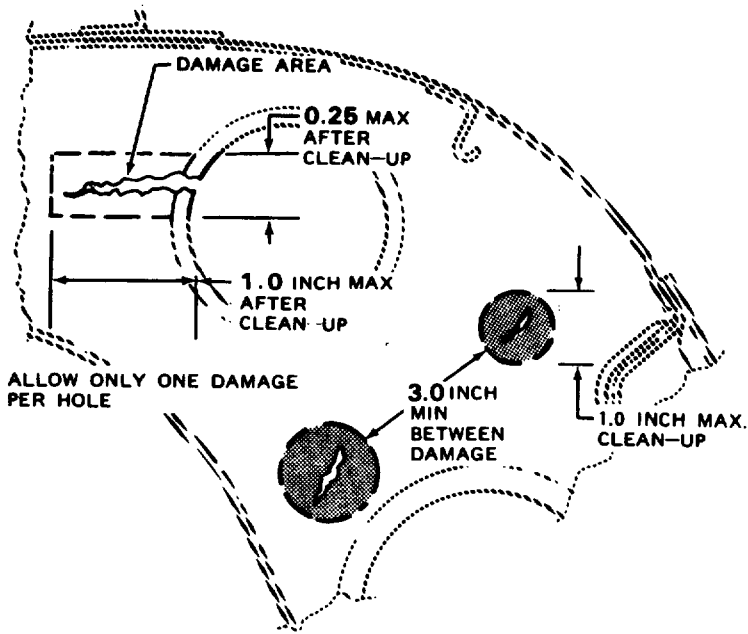 DAMAGE AREA
0.25 MAX
AFTER
CLEAN-UP
1.0 INCH MAX
AFTER
CLEAN-UP
ALLOW ONLY ONE DAMAGE
PER HOLE
3.0 INCH
MIN
BETWEEN
DAMAGE
1.0 INCH MAX.
CLEAN-UP